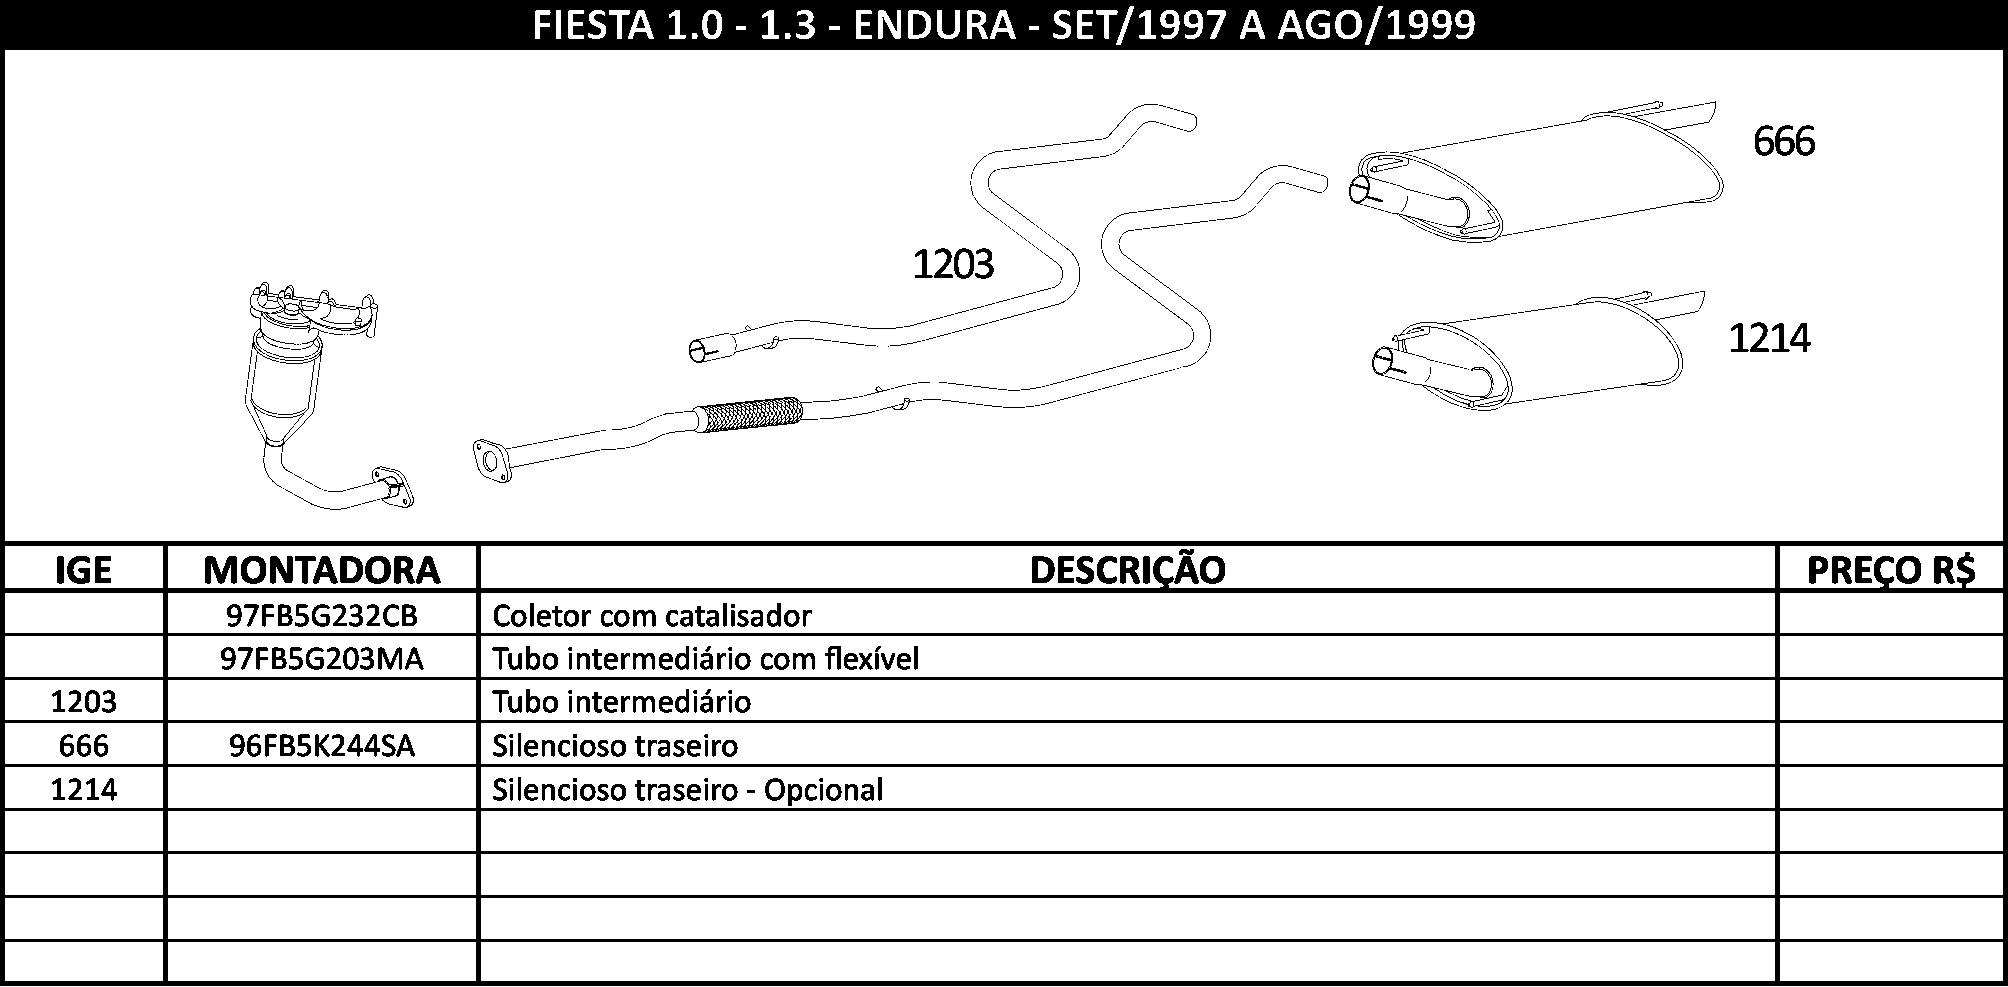 FIESTA 1.0 - 1.3 - ENDURA - SET/1997 A AGO/1999
666
1203
1214
IGE MONTADORA DESCRIÇÃO PREÇO R$
97FB5G232CB Coletor com catalisador
97FB5G203MA Tubo intermediário com flexível
1203 Tubo intermediário
666 96FB5K244SA Silencioso traseiro
1214 Silencioso traseiro - Opcional